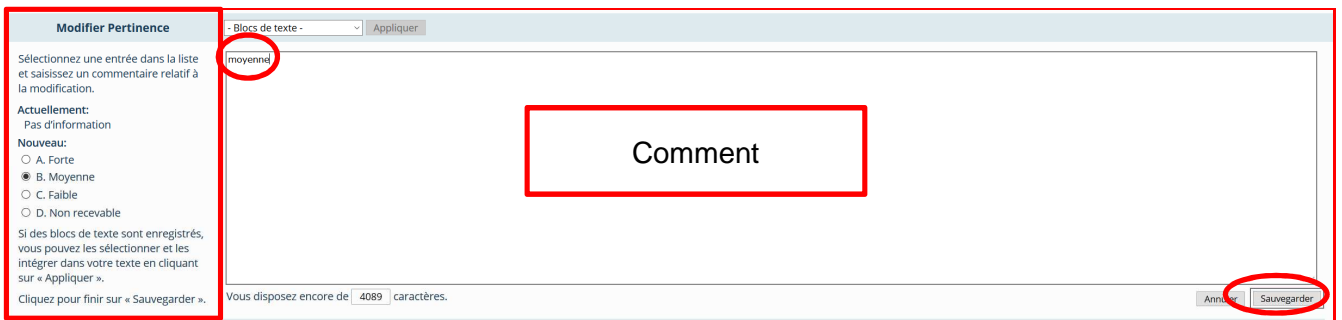 Modifier Pertinence
Sélectionnez une entrée dans la liste
et saisissez un commentaire relatif à
la modification.
Actuellement:
Pas d'information
Nouveau:
A. Forte
B. Moyenne
C. Faible
D. Non recevable
Si des blocs de texte sont enregistrés,
vous pouvez les sélectionner et les
intégrer dans votre texte en cliquant
sur « Appliquer ».
Cliquez pour finir sur « Sauvegarder ».
- Blocs de texte - Appliquer
moyenne
Comment
Vous disposez encore de 4089 caractères.
Annuler Sauvegarder